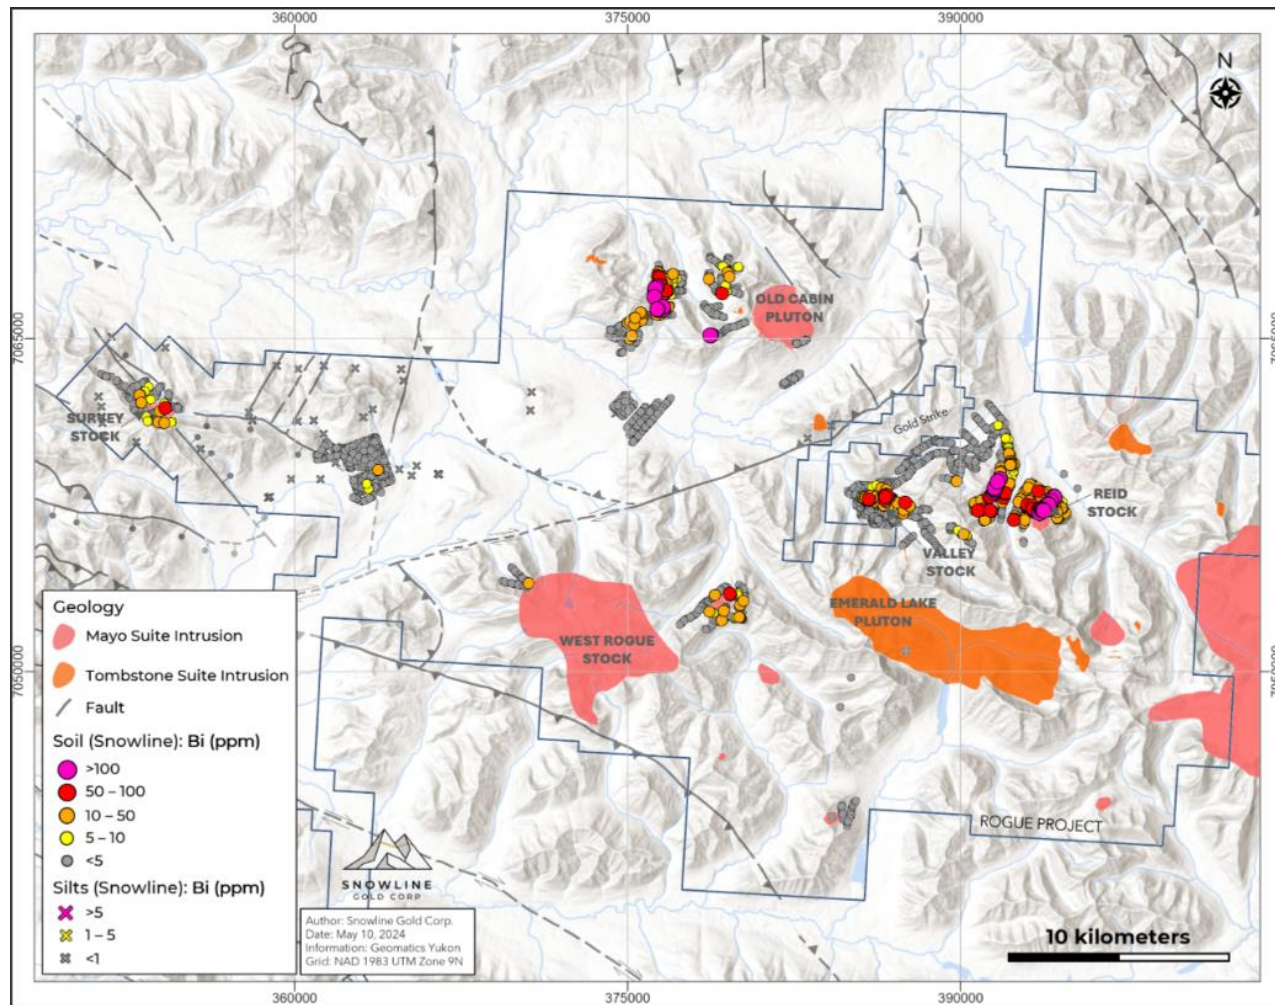 360000
375000
390000
N
OLD CABIN
PLUTON
7065000
7065000
SURVEY
STOCK
Gold Strike
REID
STOCK
VALLEY
STOCK
EMERALD LAKE
PLUTON
WEST ROGUE
STOCK
7050000
7050000
ROGUE PROJECT
Geology
Mayo Suite Intrusion
Tombstone Suite Intrusion
Fault
Soil (Snowline): Bi (ppm)
>100
50 – 100
10 – 50
5 – 10
<5
Silts (Snowline): Bi (ppm)
>5
1 – 5
<1
SNOWLINE
GOLD CORP
Author: Snowline Gold Corp.
Date: May 10, 2024
Information: Geomatics Yukon
Grid: NAD 1983 UTM Zone 9N
10 kilometers
360000
375000
390000